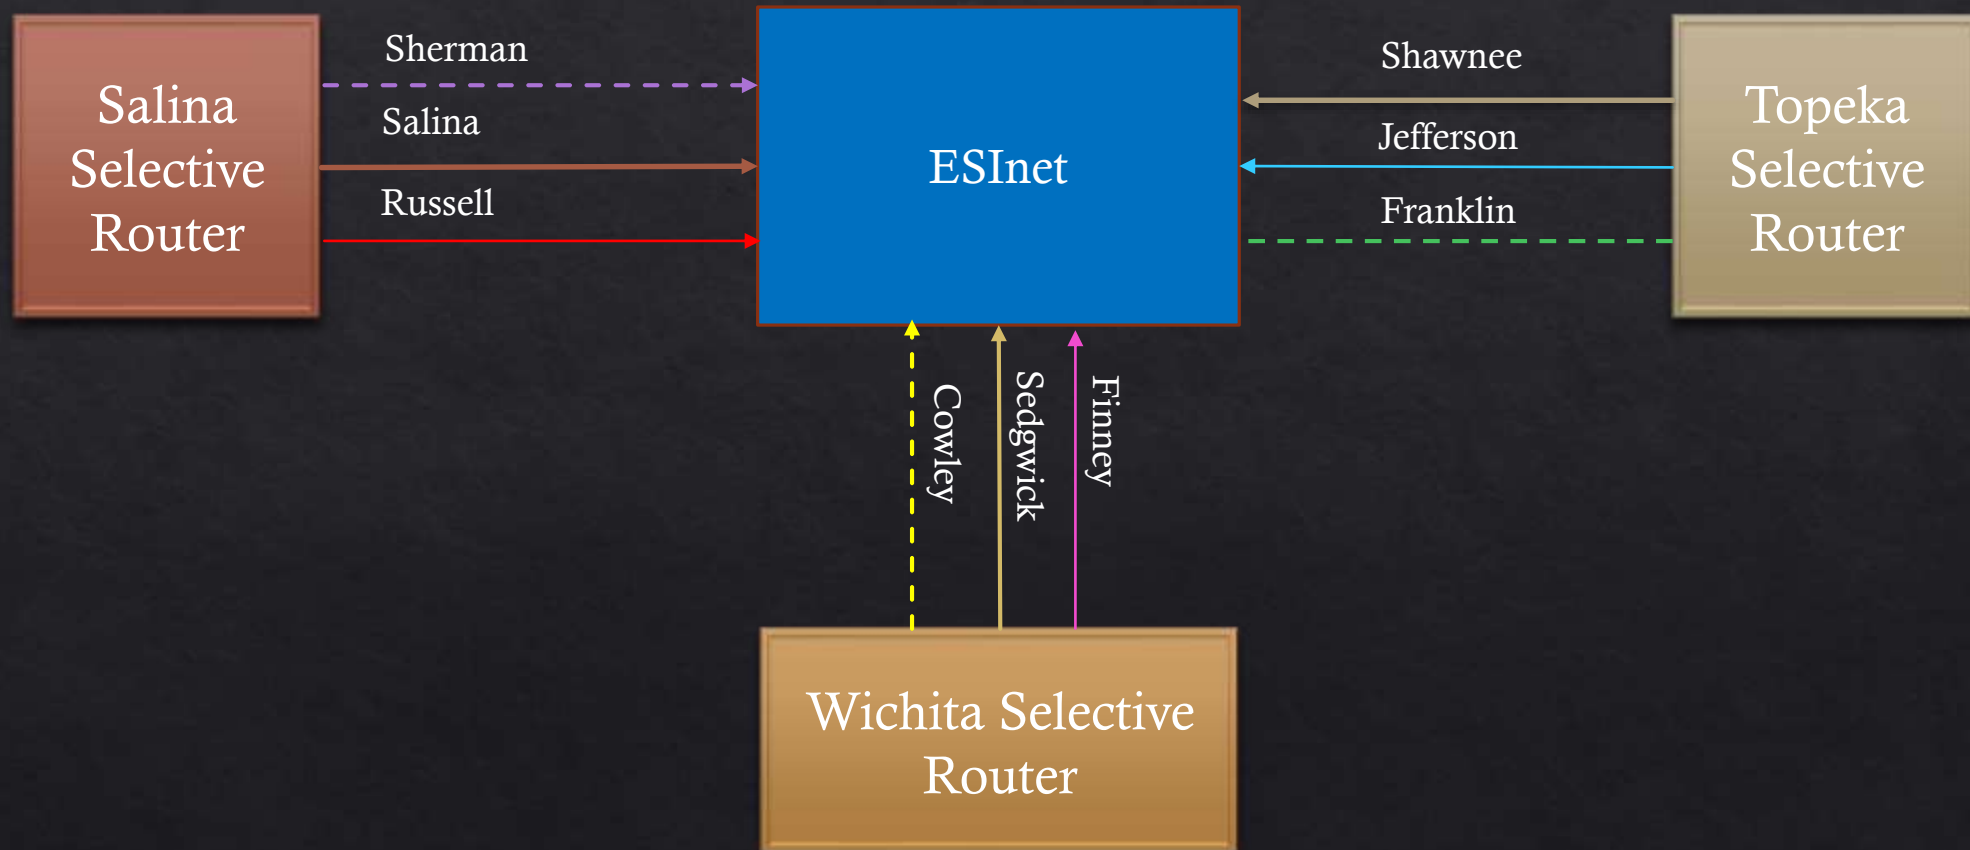 Sherman
Salina
Russell
Salina
Selective
Router
ESInet
Shawnee
Jefferson
Franklin
Topeka
Selective
Router
Cowley
Sedgwick
Finney
Wichita Selective
Router